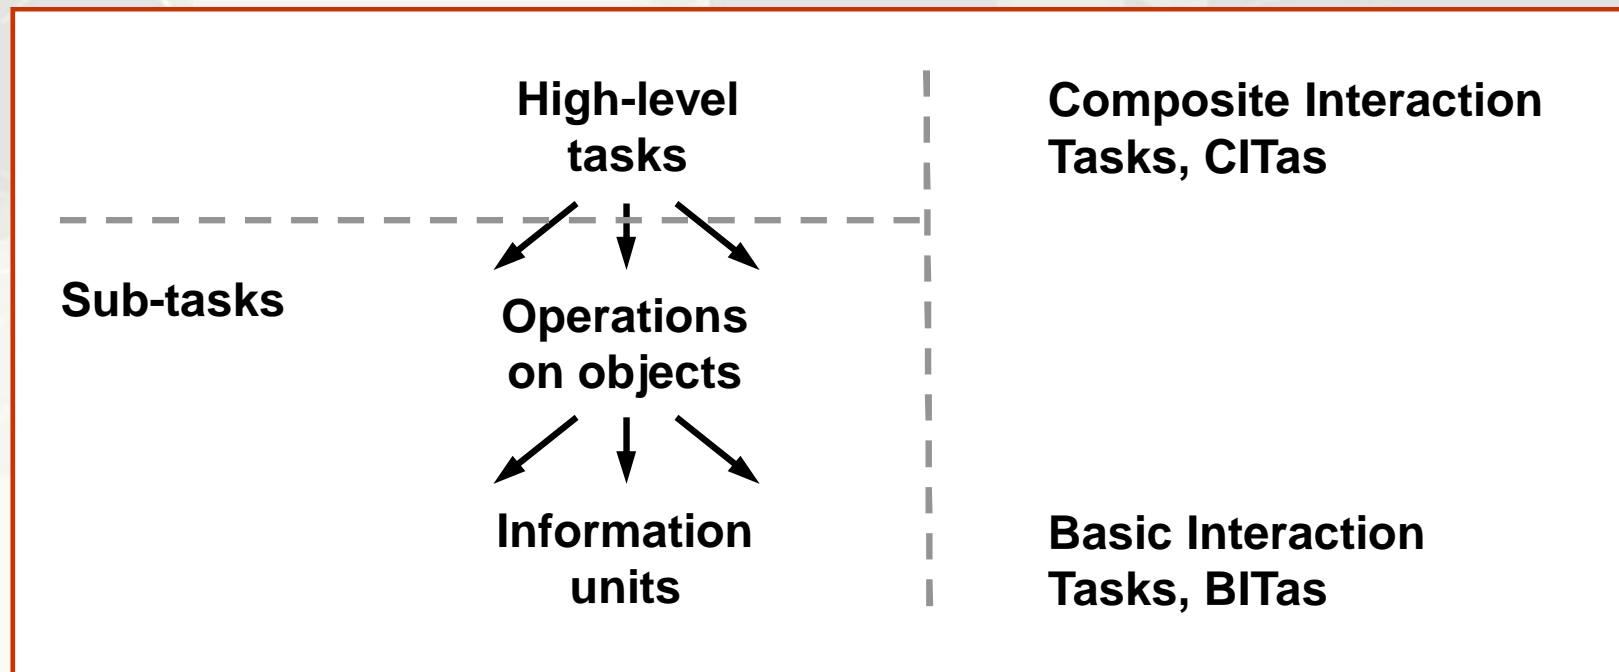 High-level
tasks
Composite Interaction
Tasks, CITas
Sub-tasks
Operations
on objects
Information
units
Basic Interaction
Tasks, BITas